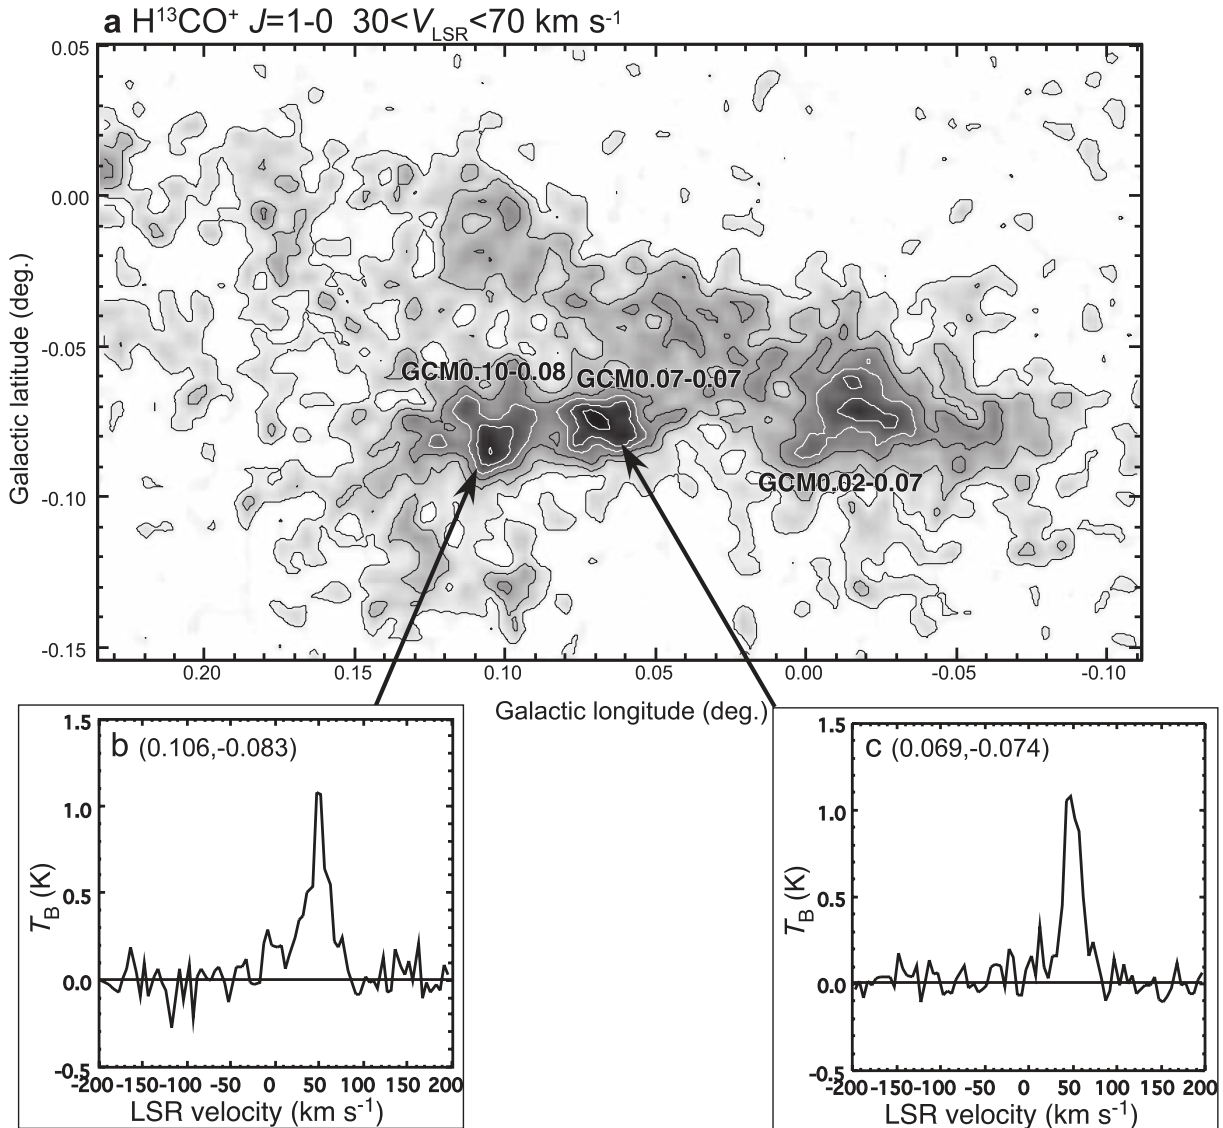 a H¹³CO⁺ J=1-0 30<V_LSR<70 km s⁻¹
0.05
0.00
-0.05
-0.10
-0.15
Galactic latitude (deg.)
GCM0.10-0.08
GCM0.07-0.07
GCM0.02-0.07
0.20 0.15 0.10 0.05 0.00 -0.05 -0.10
Galactic longitude (deg.)
b (0.106,-0.083)
1.5
1.0
0.5
0.0
-0.5
T_B (K)
-200 -150 -100 -50 0 50 100 150 200
LSR velocity (km s⁻¹)
c (0.069,-0.074)
1.5
1.0
0.5
0.0
-0.5
T_B (K)
-200 -150 -100 -50 0 50 100 150 200
LSR velocity (km s⁻¹)